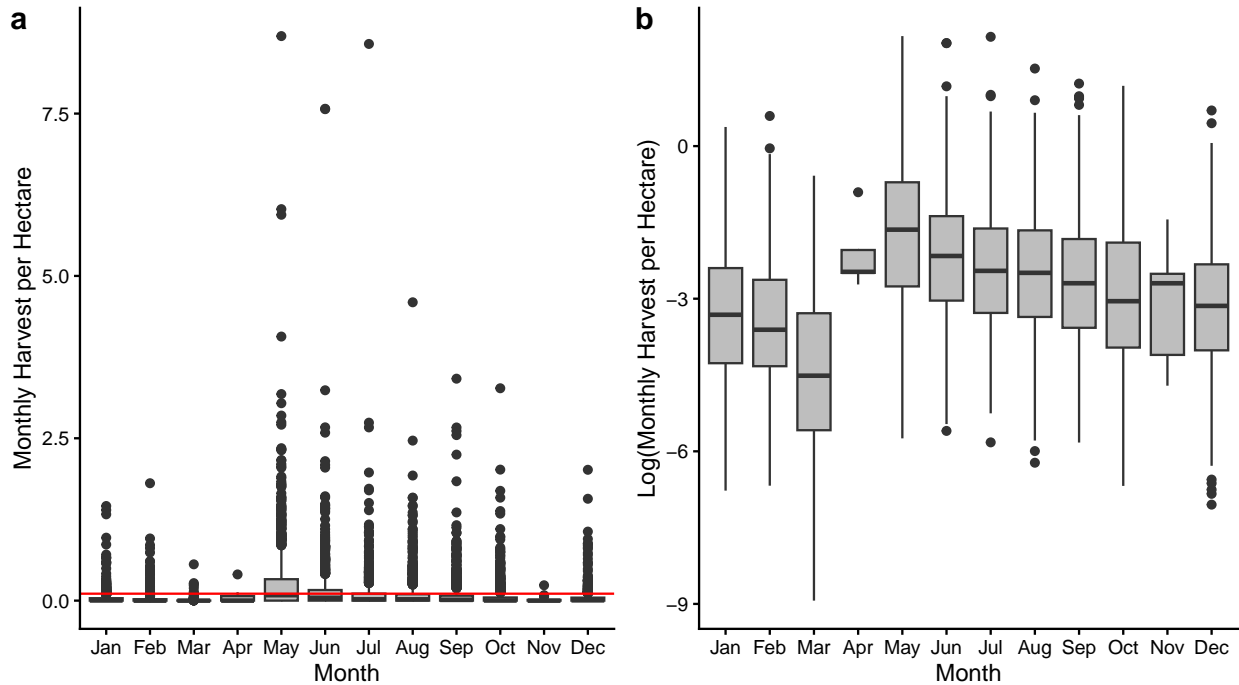 a
Monthly Harvest per Hectare
7.5
5.0
2.5
0.0
Jan Feb Mar Apr May Jun Jul Aug Sep Oct Nov Dec
Month
b
Log(Monthly Harvest per Hectare)
0
−3
−6
−9
Jan Feb Mar Apr May Jun Jul Aug Sep Oct Nov Dec
Month